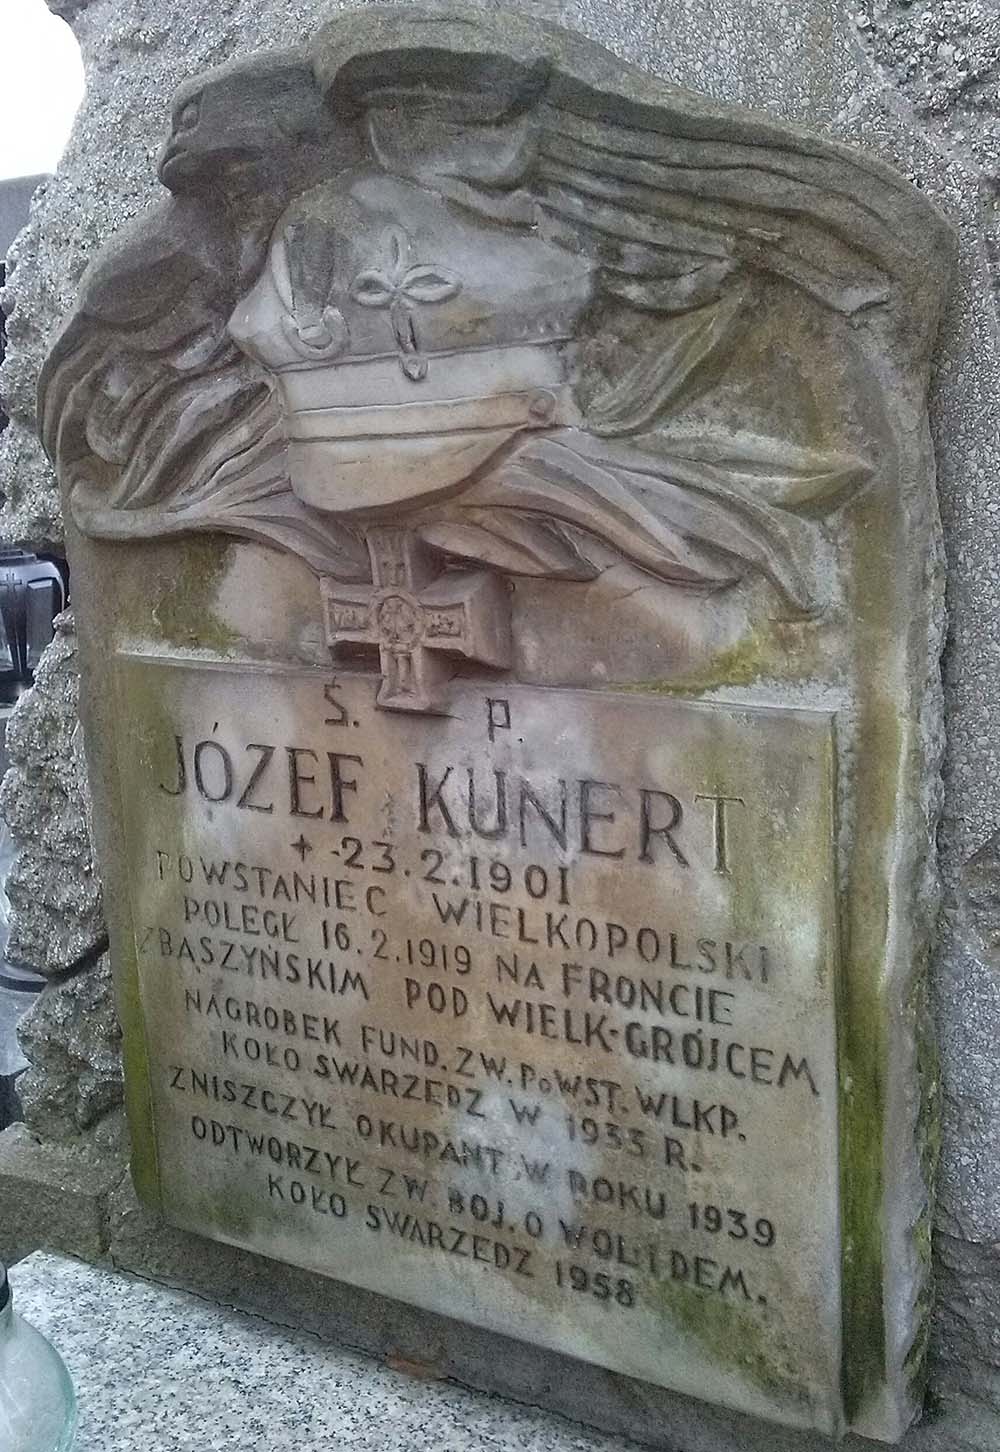 Ś. P.
JÓZEF KUNERT
+ · 23.2.1901
POWSTANIEC WIELKOPOLSKI
POLEGŁ 16.2.1919 NA FRONCIE
ZBĄSZYŃSKIM POD WIELK-GRÓJCEM
NAGROBEK FUND. ZW. POWST. WLKP.
KOŁO SWARZĘDZ W 1933 R.
ZNISZCZYŁ OKUPANT W ROKU 1939
ODTWORZYŁ ZW. BOJ. O WOL. I DEM.
KOŁO SWARZĘDZ 1958